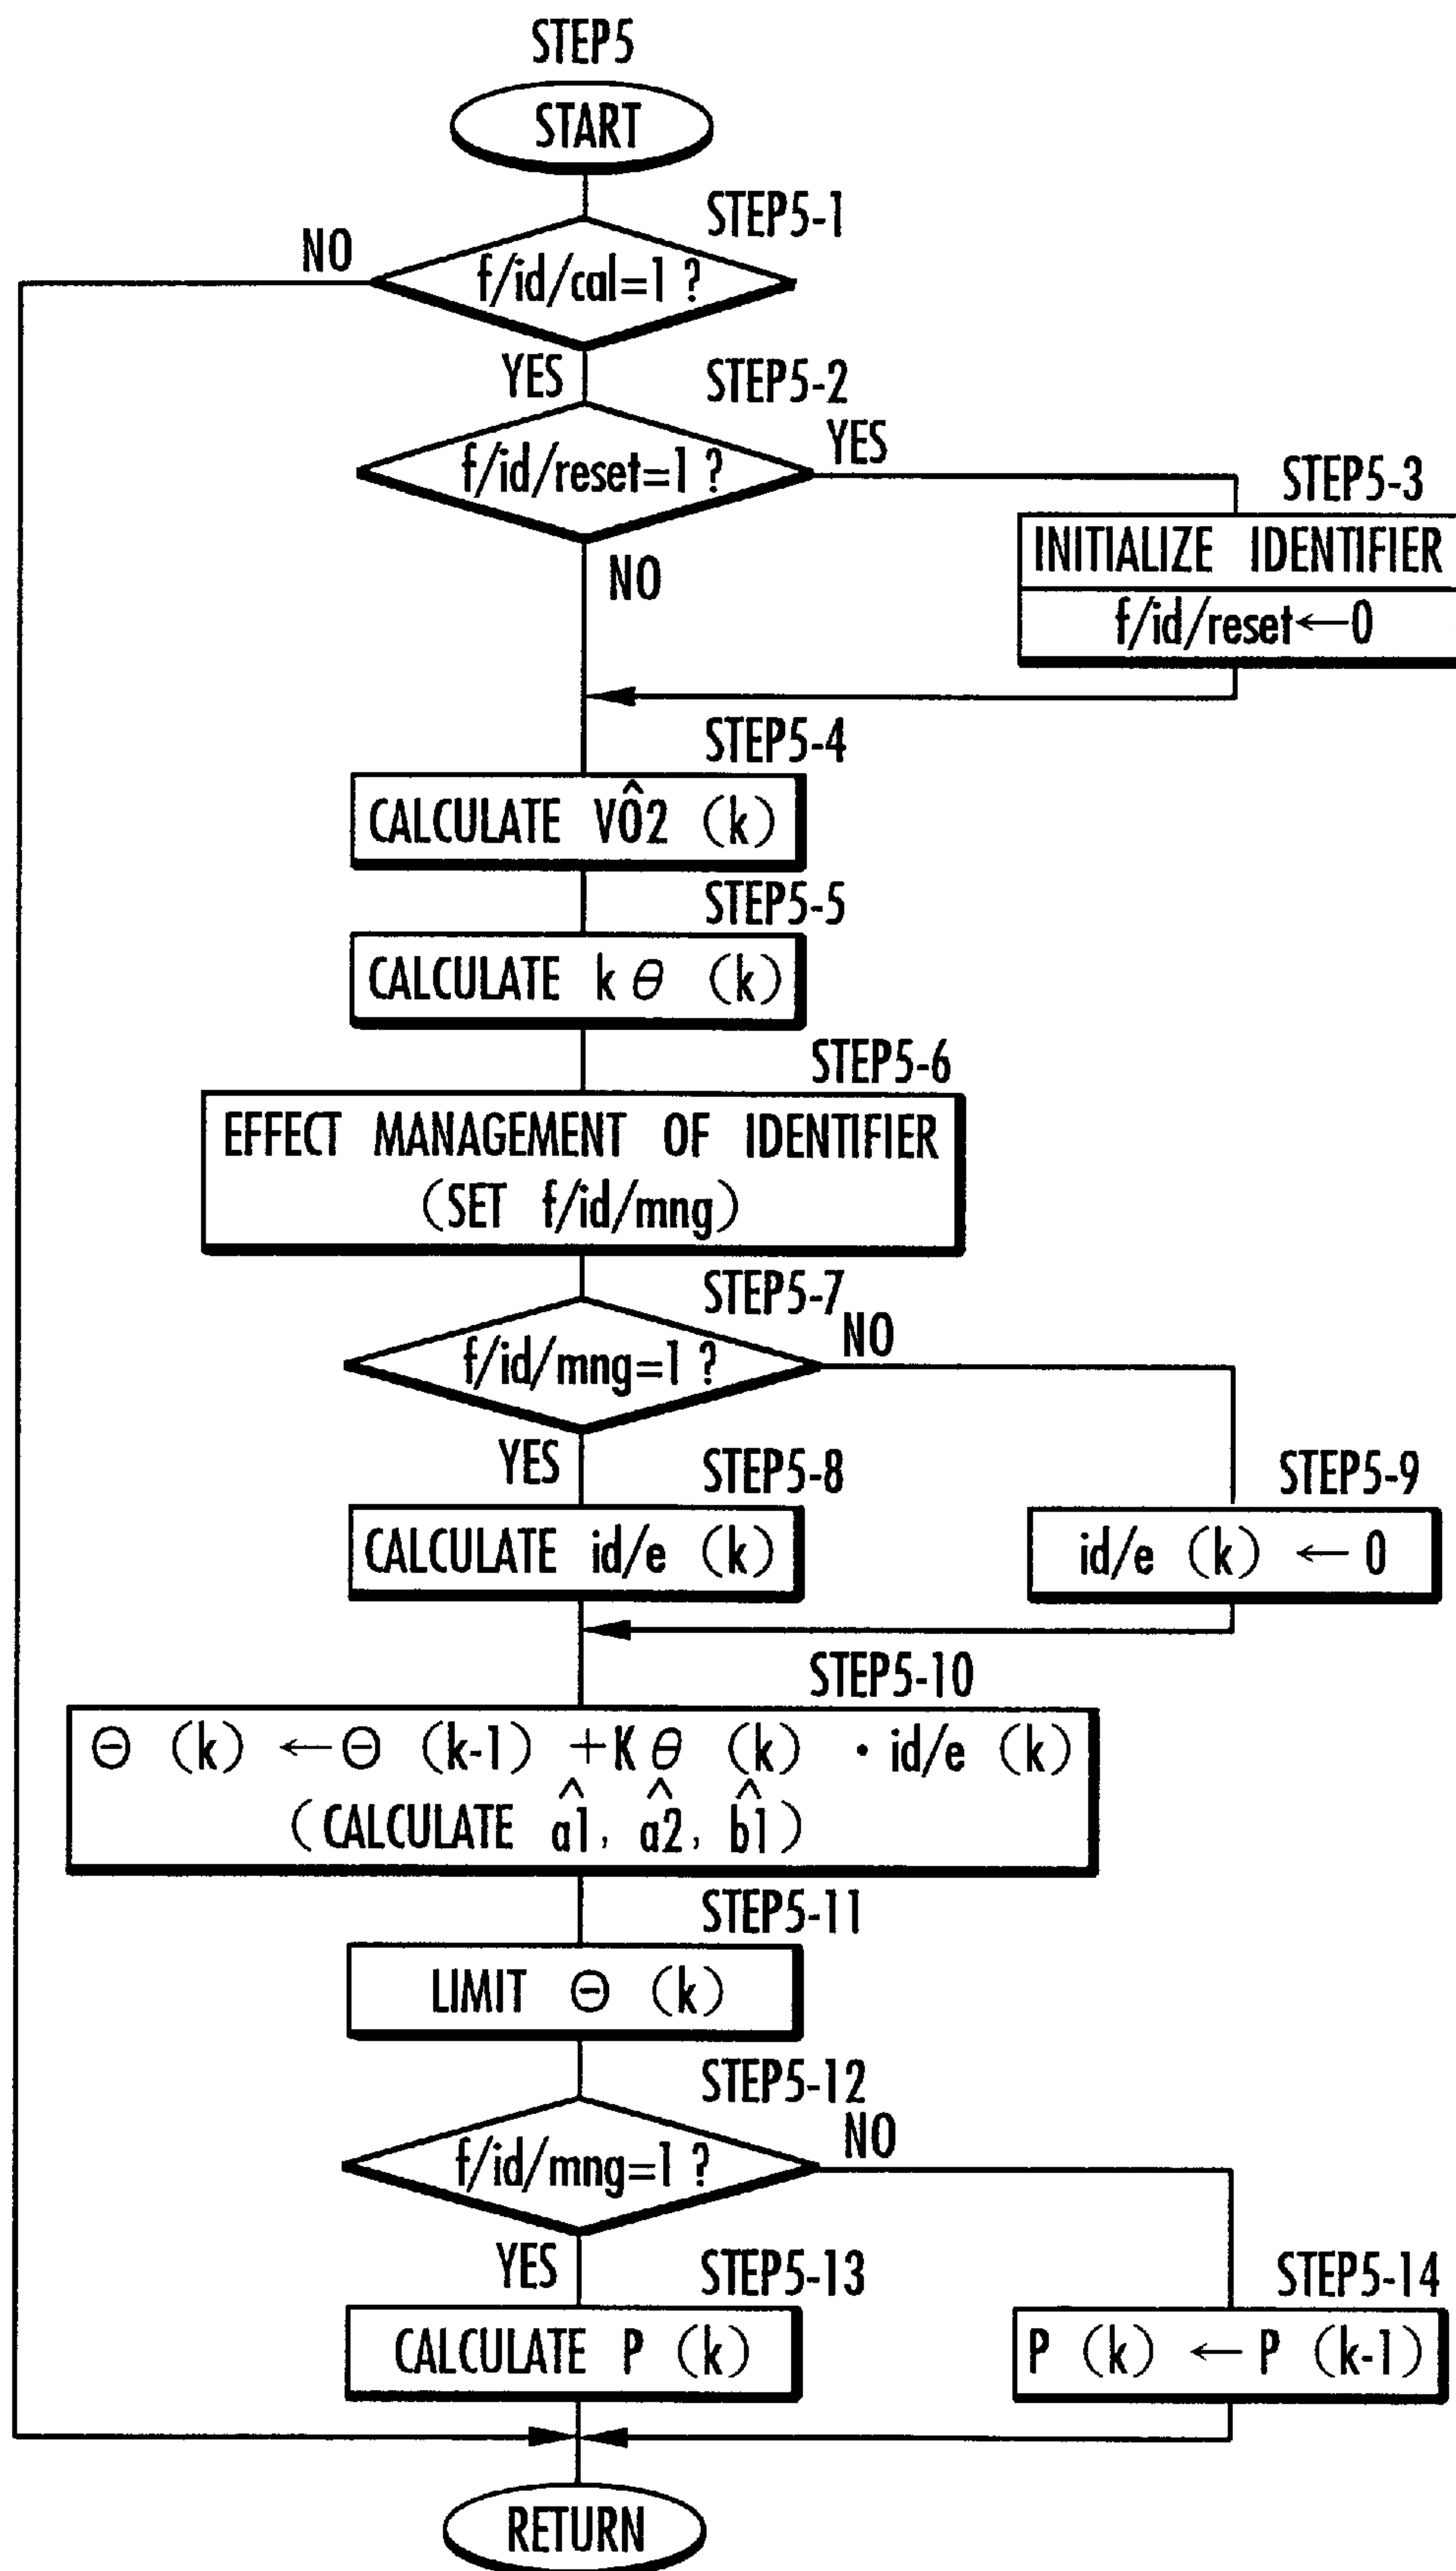 STEP5
START
STEP5-1
NO
f/id/cal=1 ?
YES
STEP5-2
f/id/reset=1 ?
YES
STEP5-3
INITIALIZE IDENTIFIER
f/id/reset←0
NO
STEP5-4
CALCULATE VÔ2 (k)
STEP5-5
CALCULATE k θ (k)
STEP5-6
EFFECT MANAGEMENT OF IDENTIFIER
(SET f/id/mng)
STEP5-7
f/id/mng=1 ?
NO
YES
STEP5-8
CALCULATE id/e (k)
STEP5-9
id/e (k) ← 0
STEP5-10
Θ (k) ← Θ (k-1) +K θ (k) · id/e (k)
(CALCULATE â1, â2, b̂1)
STEP5-11
LIMIT Θ (k)
STEP5-12
f/id/mng=1 ?
NO
YES
STEP5-13
CALCULATE P (k)
STEP5-14
P (k) ← P (k-1)
RETURN